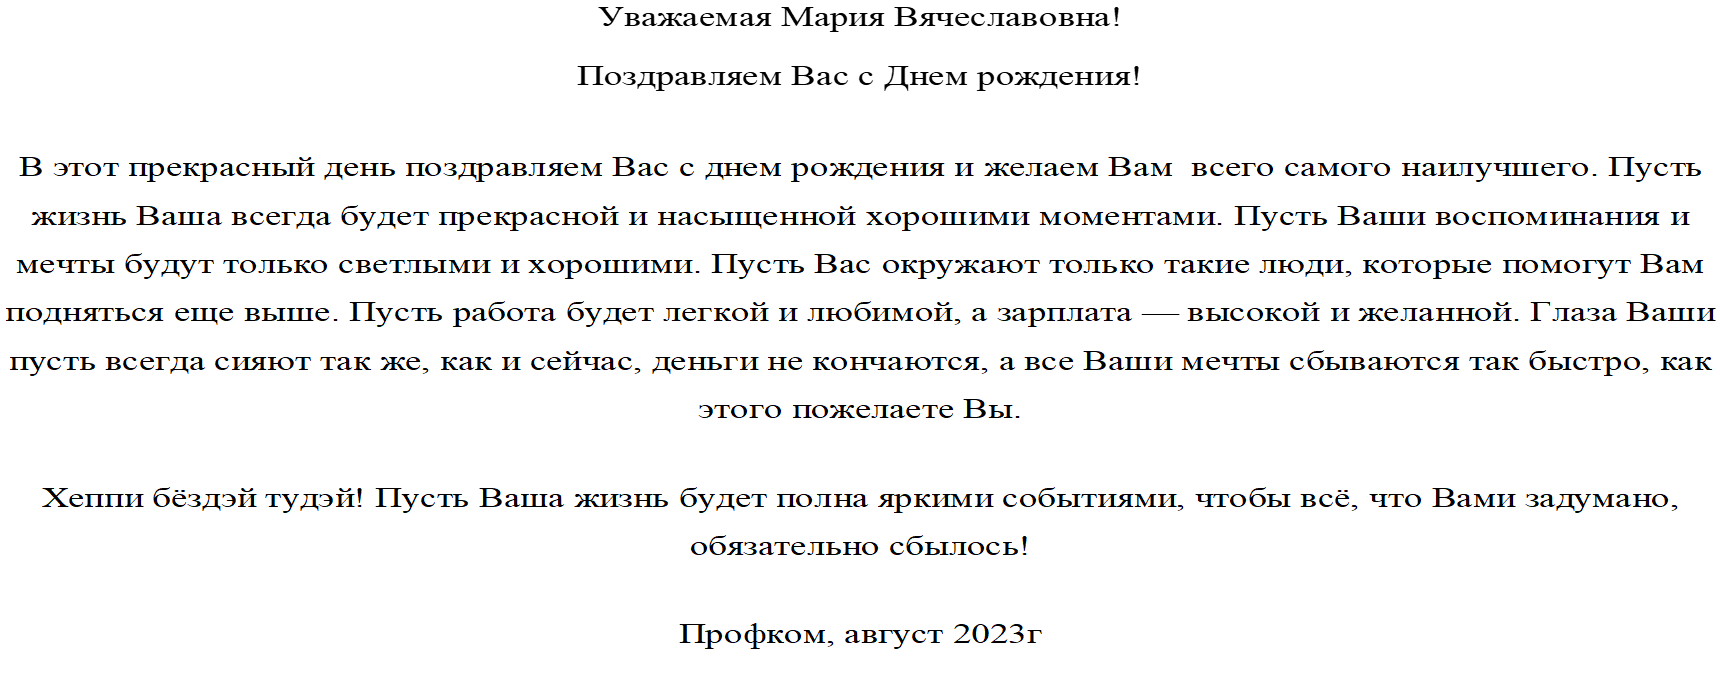 Уважаемая Мария Вячеславовна!
Поздравляем Вас с Днем рождения!
В этот прекрасный день поздравляем Вас с днем рождения и желаем Вам  всего самого наилучшего. Пусть
жизнь Ваша всегда будет прекрасной и насыщенной хорошими моментами. Пусть Ваши воспоминания и
мечты будут только светлыми и хорошими. Пусть Вас окружают только такие люди, которые помогут Вам
подняться еще выше. Пусть работа будет легкой и любимой, а зарплата — высокой и желанной. Глаза Ваши
пусть всегда сияют так же, как и сейчас, деньги не кончаются, а все Ваши мечты сбываются так быстро, как
этого пожелаете Вы.
Хеппи бёздэй тудэй! Пусть Ваша жизнь будет полна яркими событиями, чтобы всё, что Вами задумано,
обязательно сбылось!
Профком, август 2023г